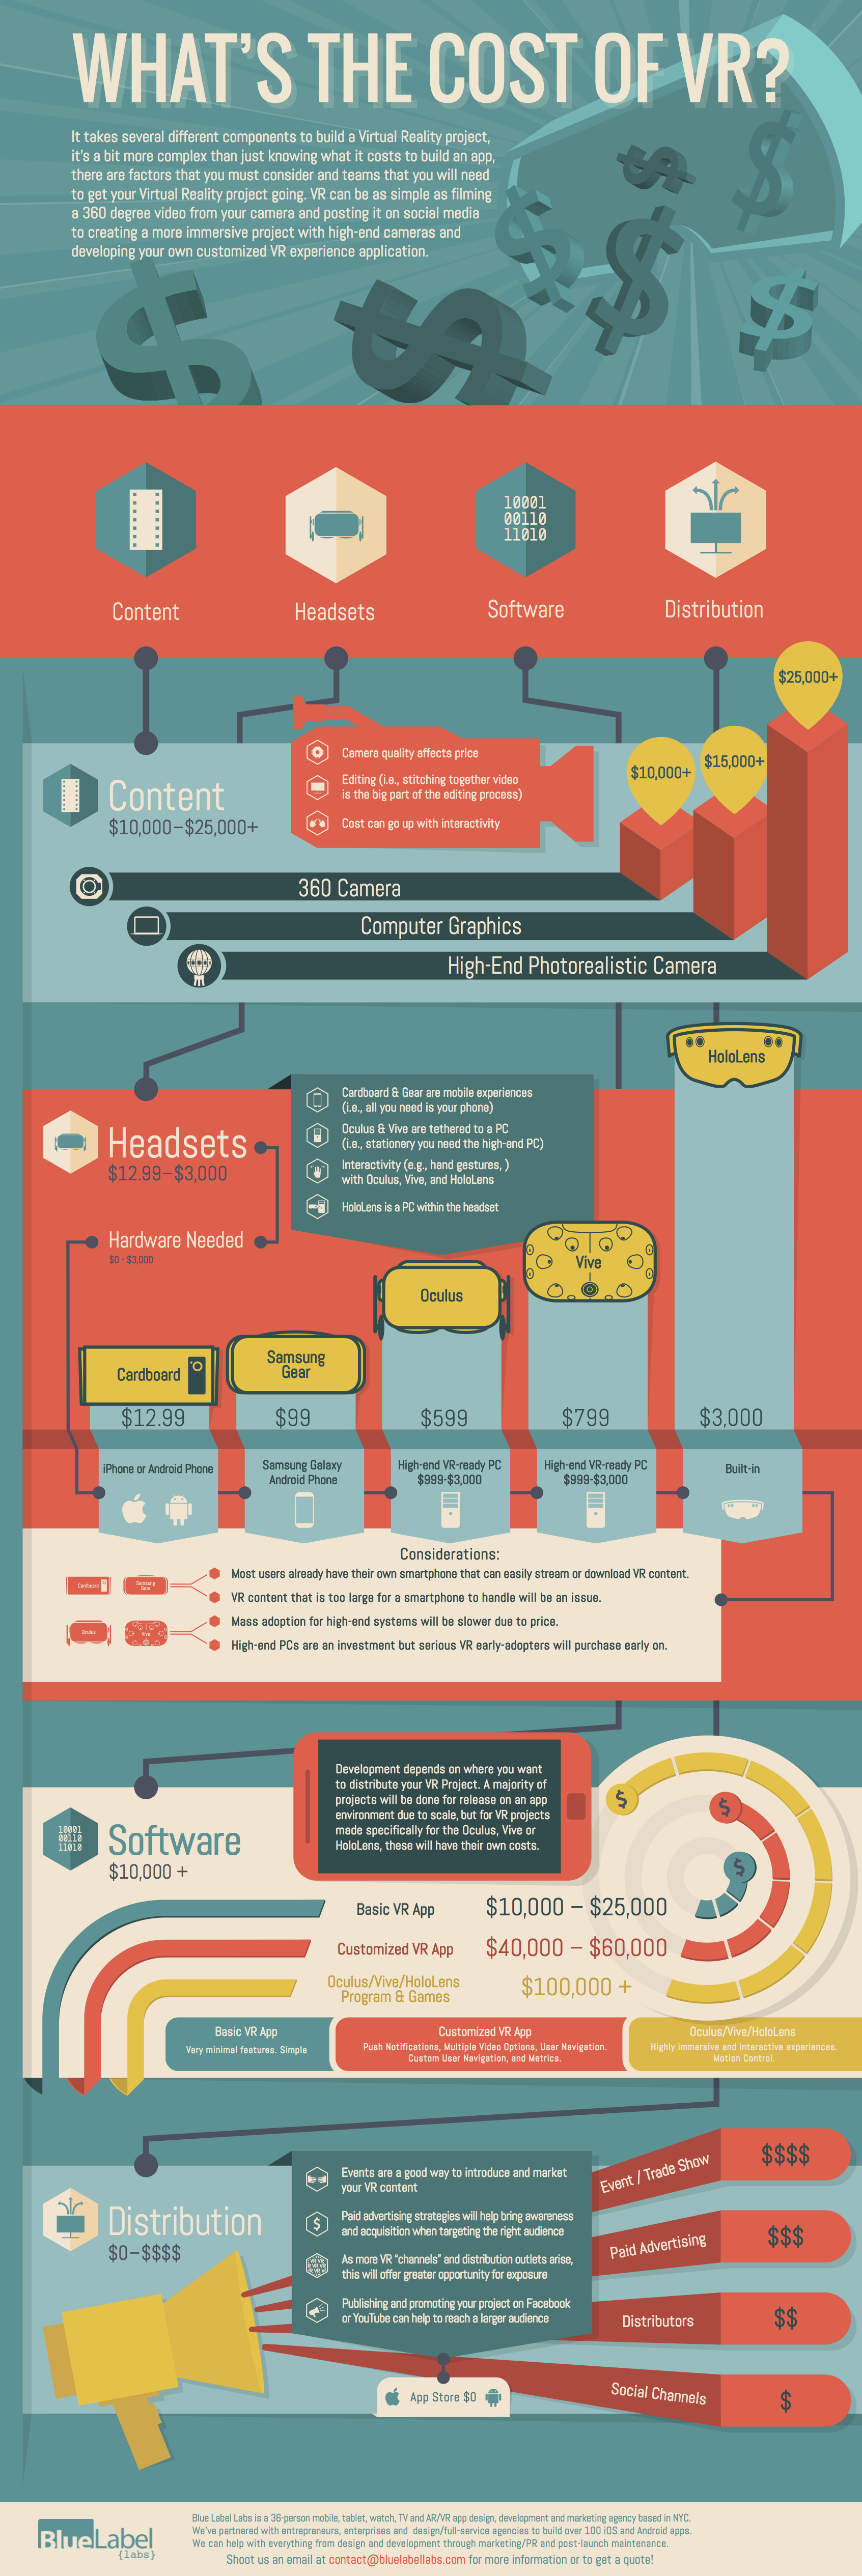 WHAT'S THE COST OF VR?
It takes several different components to build a Virtual Reality project,
it's a bit more complex than just knowing what it costs to build an app,
there are factors that you must consider and teams that you will need
to get your Virtual Reality project going. VR can be as simple as filming
a 360 degree video from your camera and posting it on social media
to creating a more immersive project with high-end cameras and
developing your own customized VR experience application.
10001
00110
11010
Content
Headsets
Software
Distribution
$25,000+
$15,000+
$10,000+
Content
$10,000–$25,000+
Camera quality affects price
Editing (i.e., stitching together video
is the big part of the editing process)
Cost can go up with interactivity
360 Camera
Computer Graphics
High-End Photorealistic Camera
HoloLens
Headsets
$12.99–$3,000
Cardboard & Gear are mobile experiences
(i.e., all you need is your phone)
Oculus & Vive are tethered to a PC
(i.e., stationery you need the high-end PC)
Interactivity (e.g., hand gestures, )
with Oculus, Vive, and HoloLens
HoloLens is a PC within the headset
Hardware Needed
$0 - $3,000
Vive
Oculus
Samsung
Gear
Cardboard
$12.99
$99
$599
$799
$3,000
iPhone or Android Phone
Samsung Galaxy
Android Phone
High-end VR-ready PC
$999-$3,000
High-end VR-ready PC
$999-$3,000
Built-in
Considerations:
Cardboard
Samsung
Gear
Most users already have their own smartphone that can easily stream or download VR content.
VR content that is too large for a smartphone to handle will be an issue.
Oculus
Vive
Mass adoption for high-end systems will be slower due to price.
High-end PCs are an investment but serious VR early-adopters will purchase early on.
Development depends on where you want
to distribute your VR Project. A majority of
projects will be done for release on an app
environment due to scale, but for VR projects
made specifically for the Oculus, Vive or
HoloLens, these will have their own costs.
$
$
$
10001
00110
11010
Software
$10,000 +
Basic VR App
$10,000 – $25,000
Customized VR App
$40,000 – $60,000
Oculus/Vive/HoloLens
Program & Games
$100,000 +
Basic VR App
Very minimal features. Simple
Customized VR App
Push Notifications, Multiple Video Options, User Navigation.
Custom User Navigation, and Metrics.
Oculus/Vive/HoloLens
Highly immersive and interactive experiences.
Motion Control.
Distribution
$0–$$$$
Events are a good way to introduce and market
your VR content
Paid advertising strategies will help bring awareness
and acquisition when targeting the right audience
As more VR "channels" and distribution outlets arise,
this will offer greater opportunity for exposure
Publishing and promoting your project on Facebook
or YouTube can help to reach a larger audience
Event / Trade Show
$$$$
Paid Advertising
$$$
Distributors
$$
Social Channels
$
App Store $0
BlueLabel
{labs}
Blue Label Labs is a 36-person mobile, tablet, watch, TV and AR/VR app design, development and marketing agency based in NYC.
We've partnered with entrepreneurs, enterprises and design/full-service agencies to build over 100 iOS and Android apps.
We can help with everything from design and development through marketing/PR and post-launch maintenance.
Shoot us an email at contact@bluelabellabs.com for more information or to get a quote!